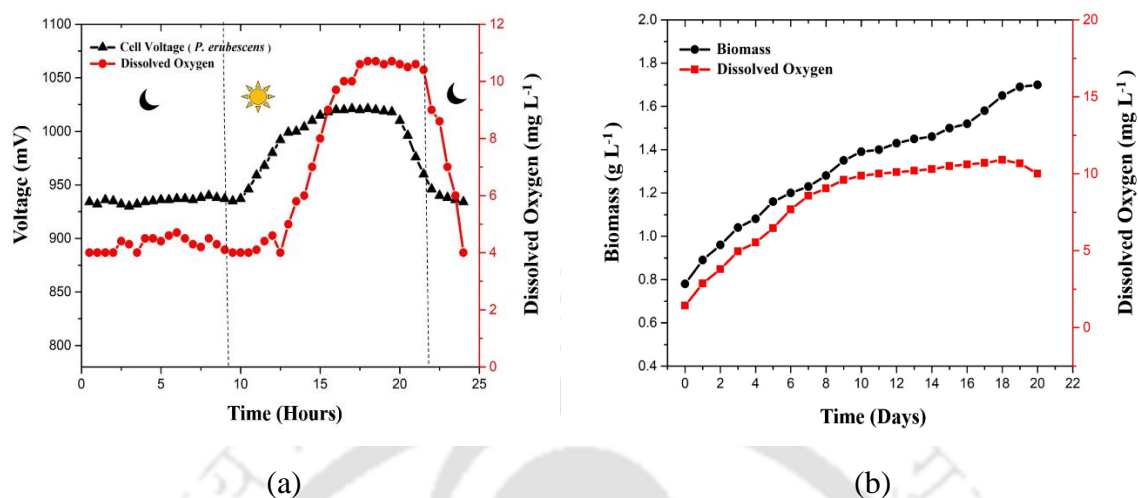 1100
1050
1000
950
900
850
800
Voltage (mV)
Cell Voltage ( P. erubescens )
Dissolved Oxygen
12
10
8
6
4
2
0
Dissolved Oxygen (mg L-1)
0 5 10 15 20 25
Time (Hours)
(a)
2.0
1.8
1.6
1.4
1.2
1.0
0.8
0.6
0.4
Biomass (g L-1 )
Biomass
Dissolved Oxygen
20
15
10
5
0
Dissolved Oxygen (mg L-1)
0 2 4 6 8 10 12 14 16 18 20 22
Time (Days)
(b)